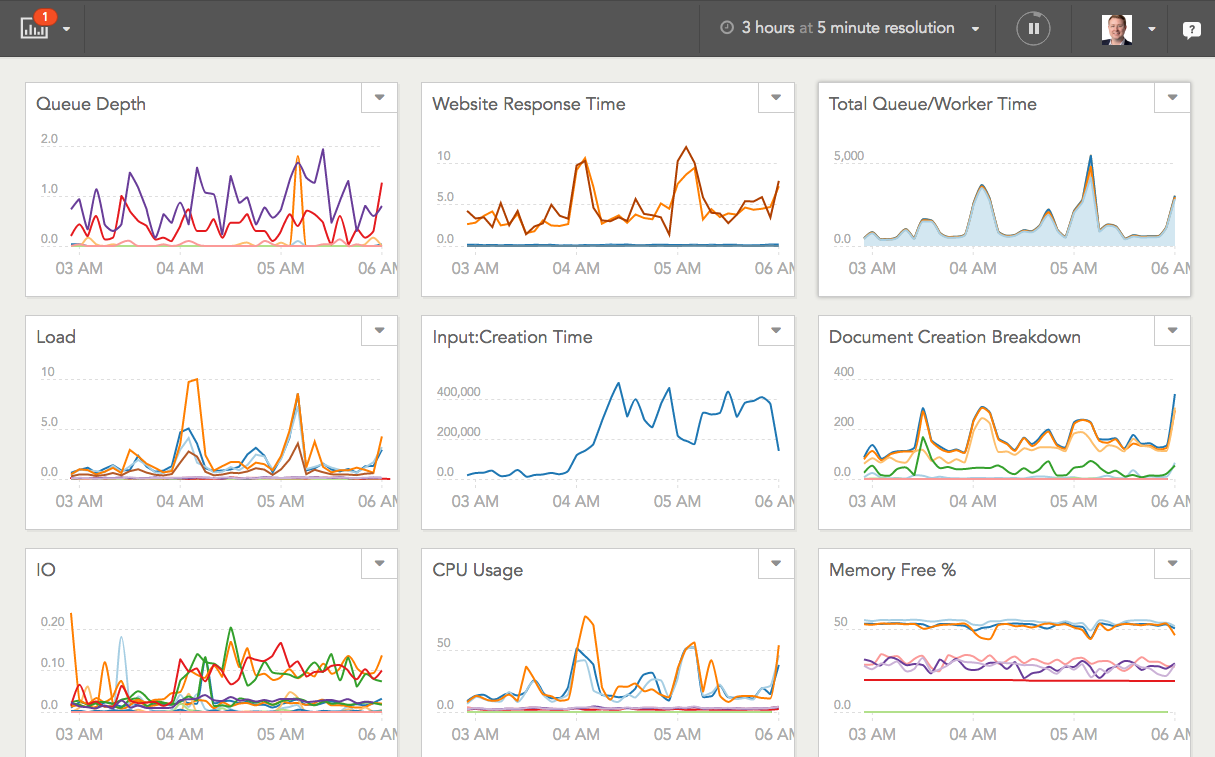 1
3 hours at 5 minute resolution
?
Queue Depth
2.0
1.0
0.0
03 AM 04 AM 05 AM 06 AM
Website Response Time
10
5.0
0.0
03 AM 04 AM 05 AM 06 AM
Total Queue/Worker Time
5,000
0.0
03 AM 04 AM 05 AM 06 AM
Load
10
5.0
0.0
03 AM 04 AM 05 AM 06 AM
Input:Creation Time
400,000
200,000
0.0
03 AM 04 AM 05 AM 06 AM
Document Creation Breakdown
400
200
0.0
03 AM 04 AM 05 AM 06 AM
IO
0.20
0.10
0.0
03 AM 04 AM 05 AM 06 AM
CPU Usage
50
0.0
03 AM 04 AM 05 AM 06 AM
Memory Free %
50
0.0
03 AM 04 AM 05 AM 06 AM